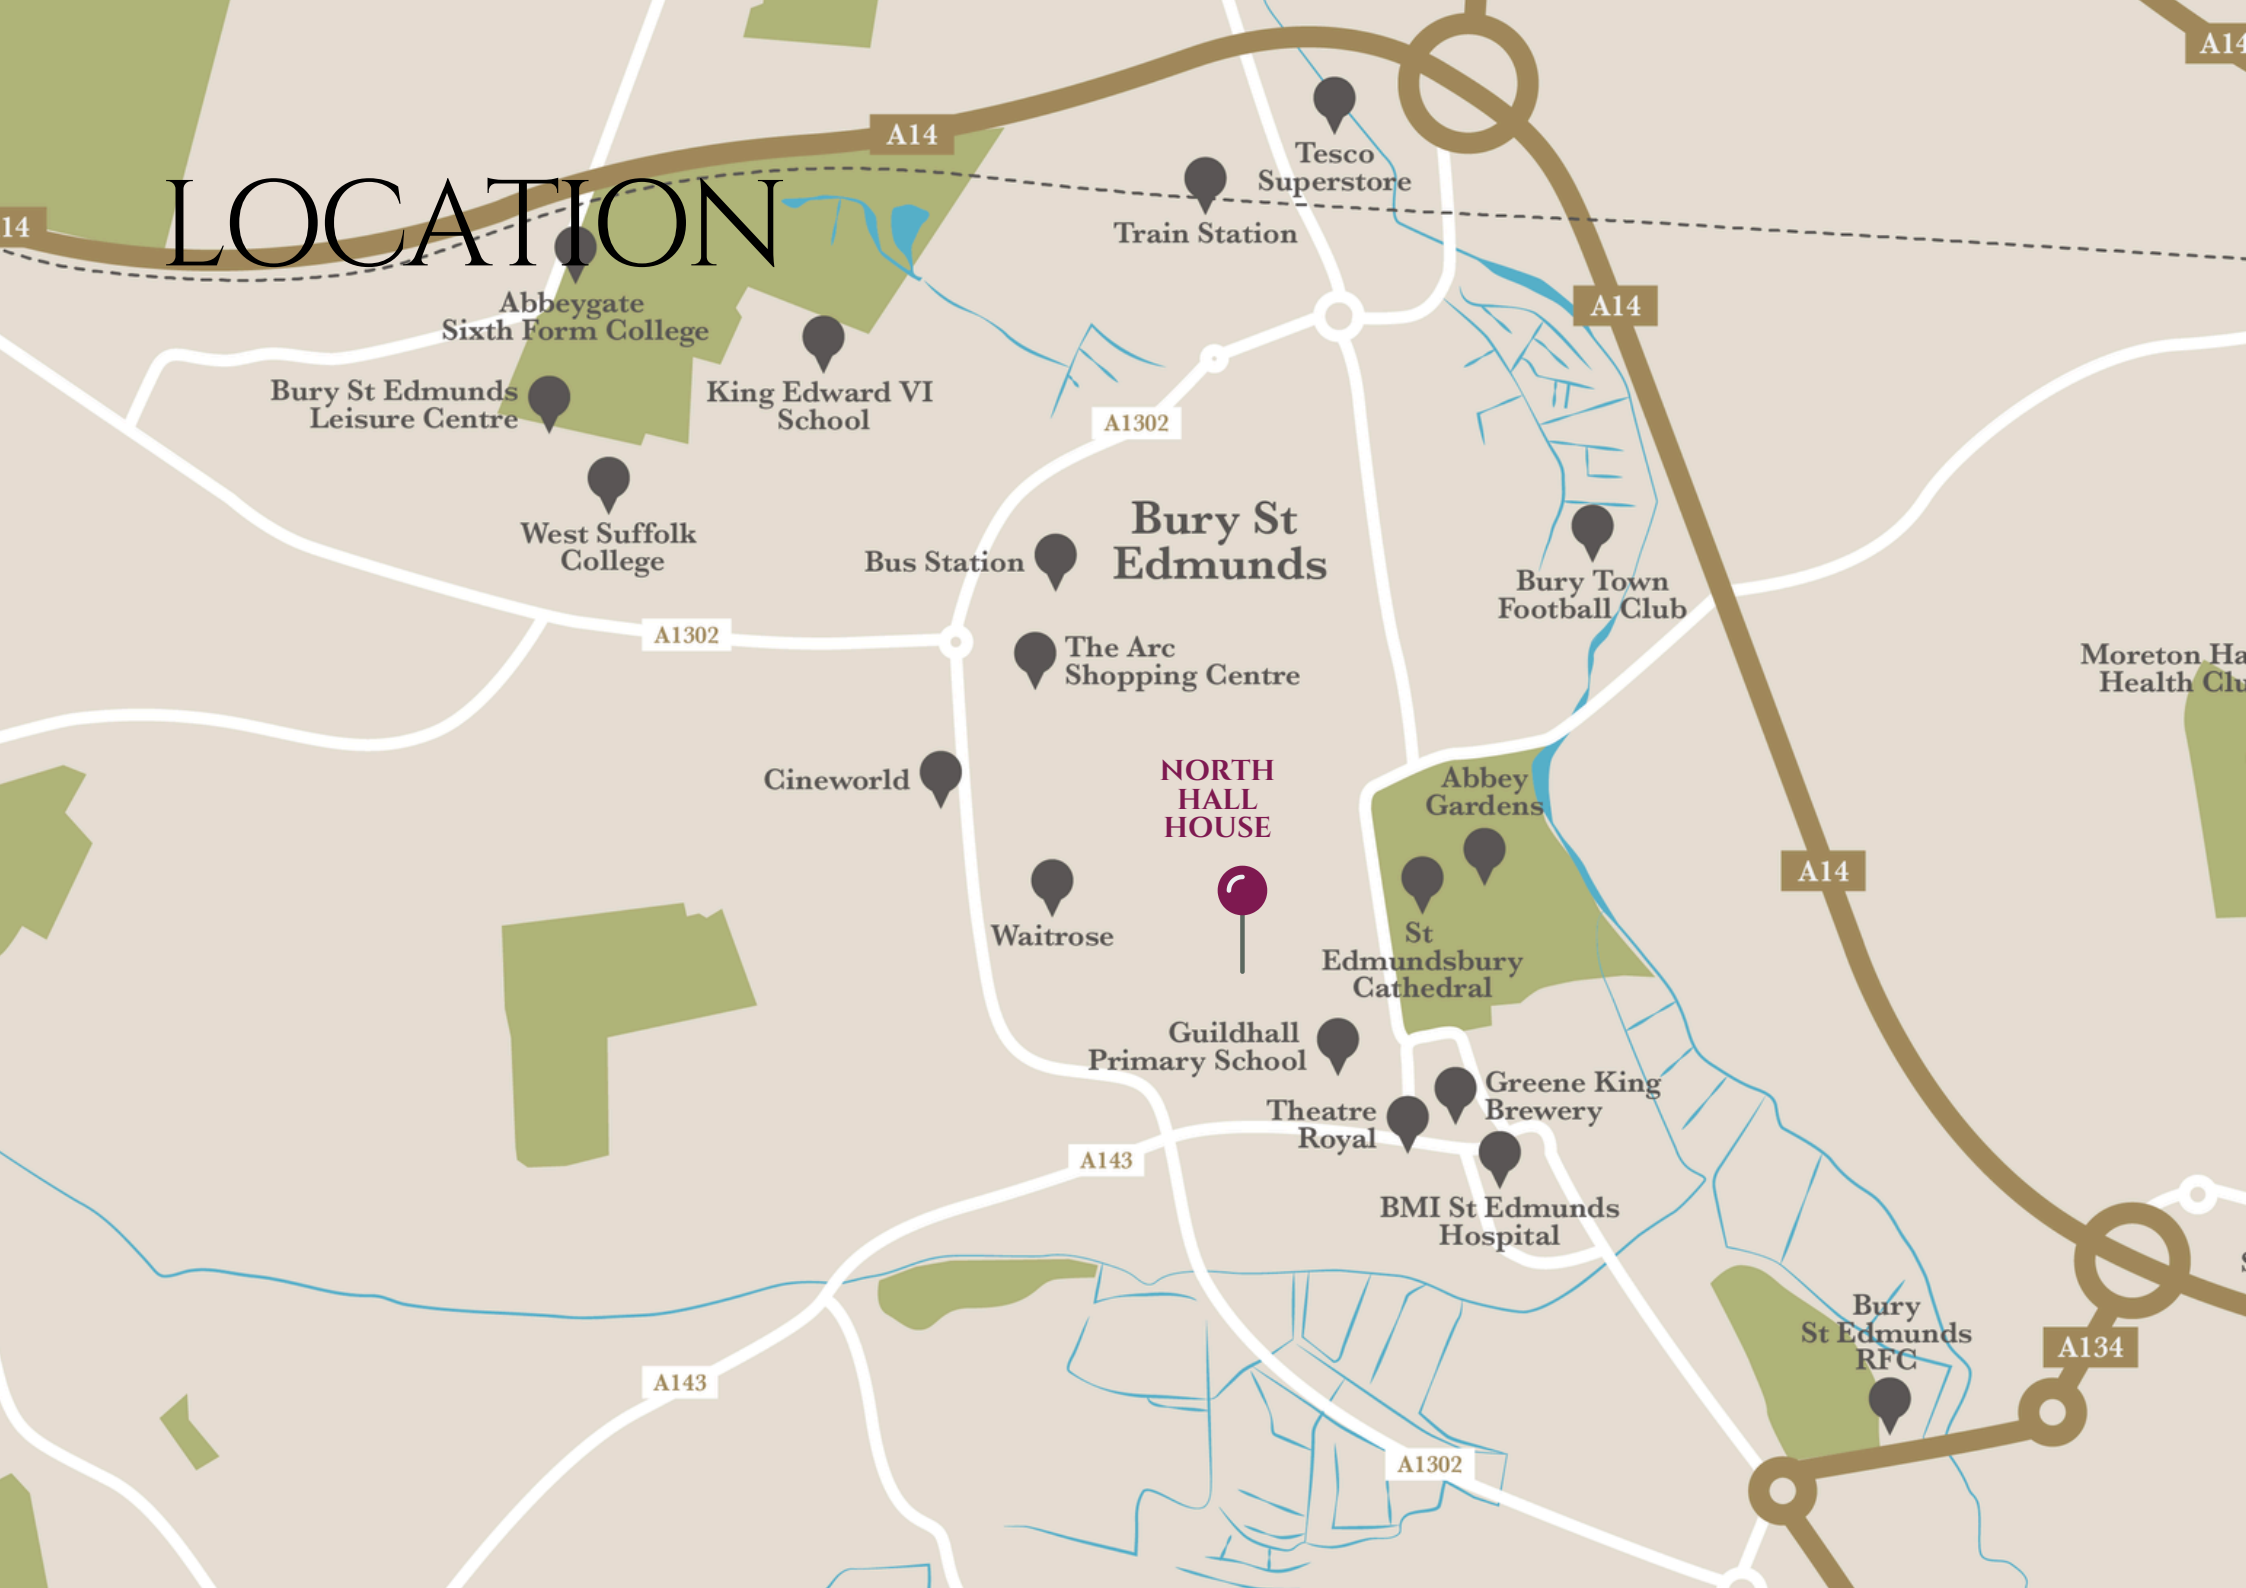 A14
A14
Tesco
Superstore
Train Station
LOCATION
14
Abbeygate
Sixth Form College
A14
Bury St Edmunds
Leisure Centre
King Edward VI
School
A1302
West Suffolk
College
Bus Station
Bury St
Edmunds
Bury Town
Football Club
A1302
The Arc
Shopping Centre
Moreton Ha
Health Clu
Cineworld
NORTH
HALL
HOUSE
Abbey
Gardens
A14
Waitrose
St
Edmundsbury
Cathedral
Guildhall
Primary School
Greene King
Brewery
Theatre
Royal
A143
BMI St Edmunds
Hospital
Bury
St Edmunds
RFC
A134
A143
A1302